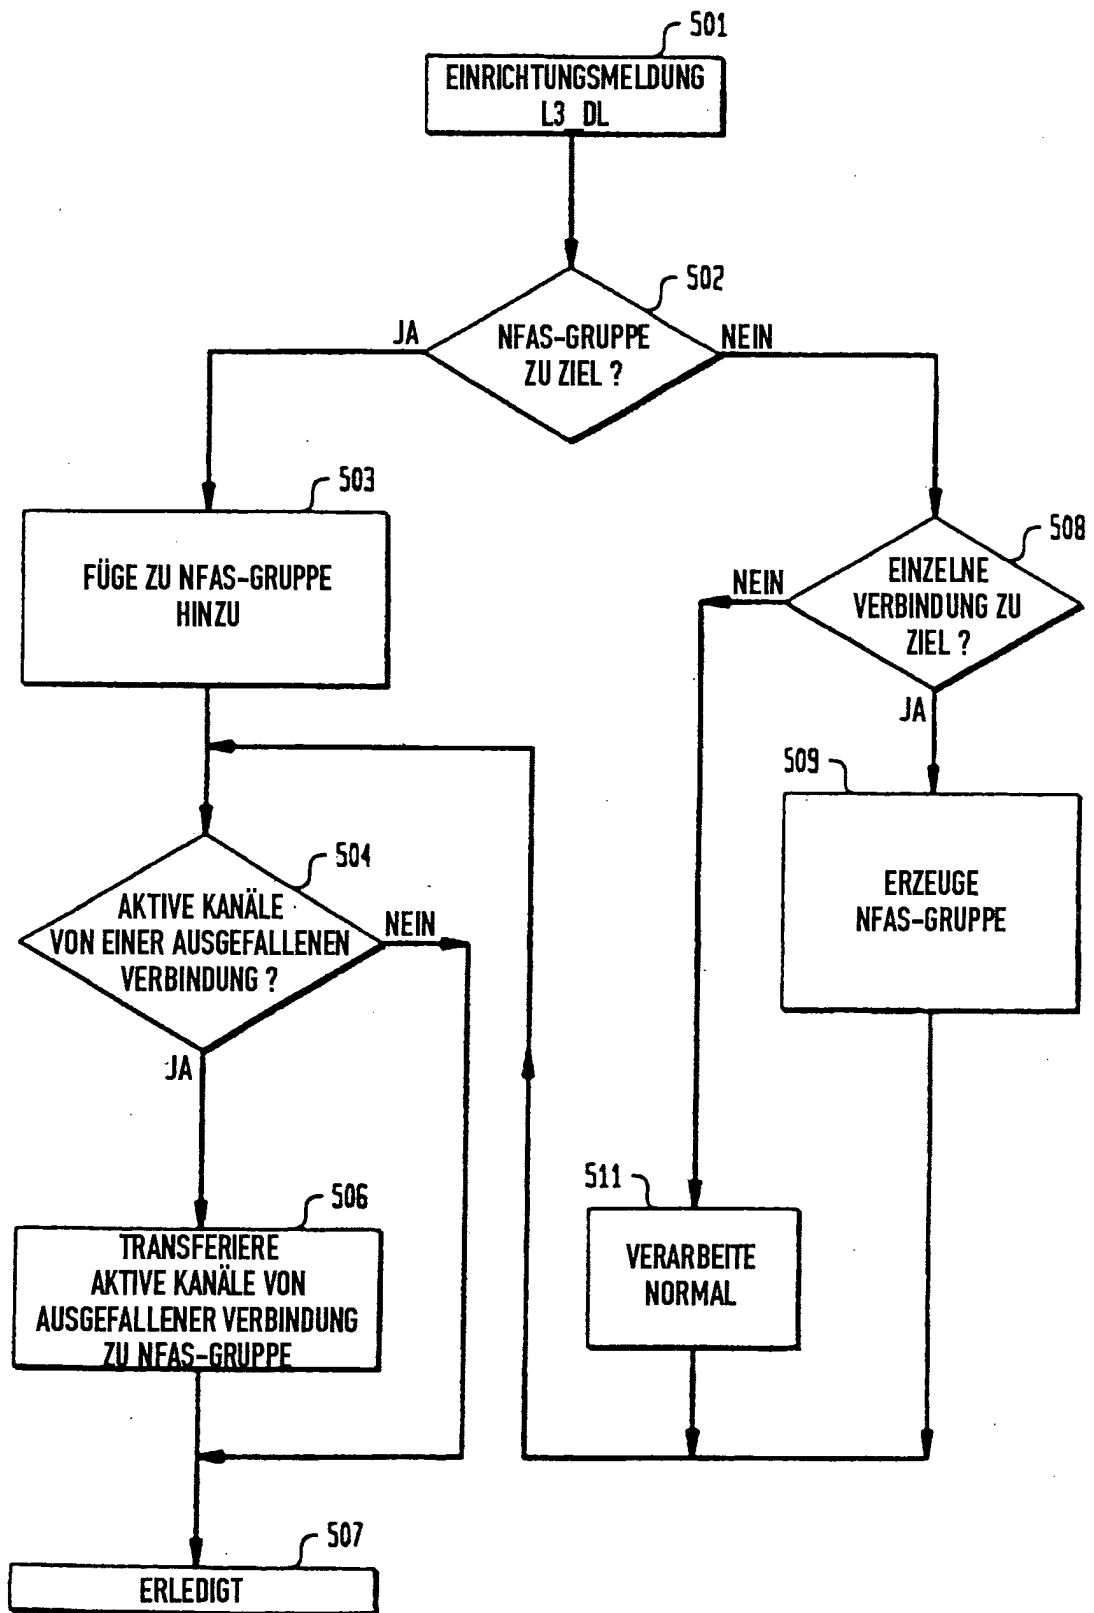 501
EINRICHTUNGSMELDUNG
L3_DL
502
NFAS-GRUPPE
ZU ZIEL ?
JA
NEIN
503
FÜGE ZU NFAS-GRUPPE
HINZU
508
EINZELNE
VERBINDUNG ZU
ZIEL ?
NEIN
JA
504
AKTIVE KANÄLE
VON EINER AUSGEFALLENEN
VERBINDUNG ?
NEIN
JA
509
ERZEUGE
NFAS-GRUPPE
506
TRANSFERIERE
AKTIVE KANÄLE VON
AUSGEFALLENER VERBINDUNG
ZU NFAS-GRUPPE
511
VERARBEITE
NORMAL
507
ERLEDIGT